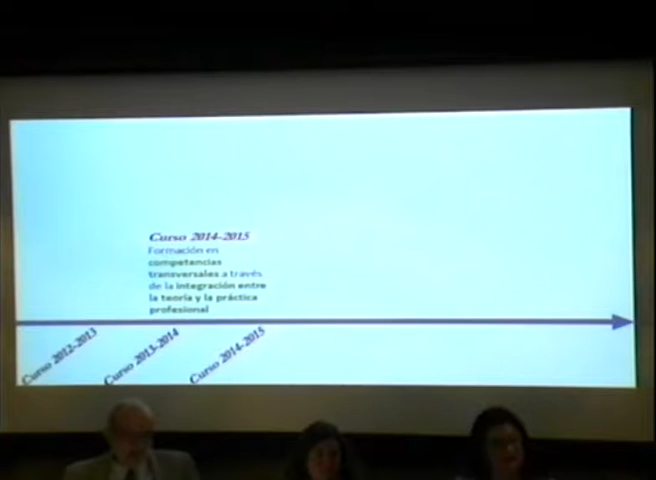 Curso 2014-2015
Formación en
competencias
transversales a través
de la integración entre
la teoría y la práctica
profesional
Curso 2012-2013
Curso 2013-2014
Curso 2014-2015